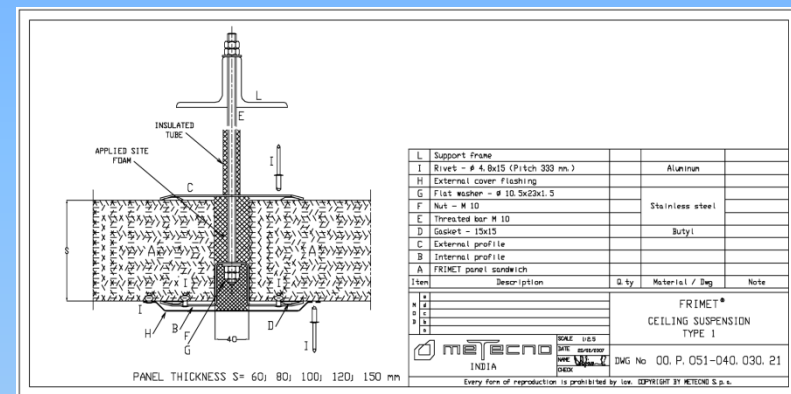 L
E
INSULATED
TUBE
I
APPLIED SITE
FOAM
C
S
A
A
I
I
I
H
B
F
G
40
D
I
PANEL THICKNESS S= 60; 80; 100; 120; 150 mm
L Support frame
I Rivet - ø 4.8x15 (Pitch 333 mm.) Aluminum
H External cover flashing
G Flat washer - ø 10.5x23x1.5
F Nut - M 10 Stainless steel
E Threated bar M 10
D Gasket - 15x15 Butyl
C External profile
B Internal profile
A FRIMET panel sandwich
Item Description Q.ty Material / Dwg Note
M O D
e
d
c
b
a
FRIMET®
CEILING SUSPENSION
TYPE 1
metecno
INDIA
SCALE
DATE
NAME
CHECK
DWG No 00. P. 051-040. 030. 21
Every form of reproduction is prohibited by law. COPYRIGHT BY METECNO S.p.a.